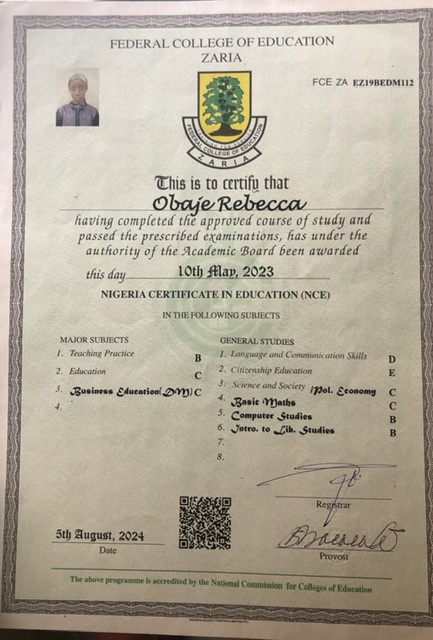 FEDERAL COLLEGE OF EDUCATION
ZARIA
FCE ZA EZ19BEDM112
FEDERAL COLLEGE OF EDUCATION
ZARIA
This is to certify that
Obaje Rebecca
having completed the approved course of study and
passed the prescribed examinations, has under the
authority of the Academic Board been awarded
this day 10th May, 2023
NIGERIA CERTIFICATE IN EDUCATION (NCE)
IN THE FOLLOWING SUBJECTS
MAJOR SUBJECTS
1. Teaching Practice B
2. Education C
3. Business Education(DM) C
4.
GENERAL STUDIES
1. Language and Communication Skills D
2. Citizenship Education E
3. Science and Society /Pol. Economy C
4. Basic Maths C
5. Computer Studies B
6. Intro. to Lib. Studies B
7.
8.
Registrar
5th August, 2024
Date
Provost
The above programme is accredited by the National Commission for Colleges of Education